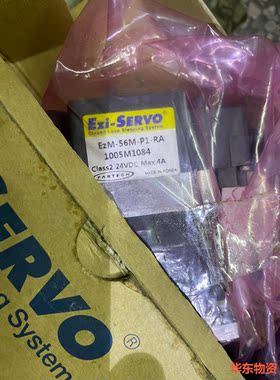 Ezi-SERVO®
Closed Loop Stepping System
EzM-56M-P1-RA
1005M1084
Class2 24VDC Max.4A
FASTECH
MADE IN KOREA
SERVO®
ng System
华东物资